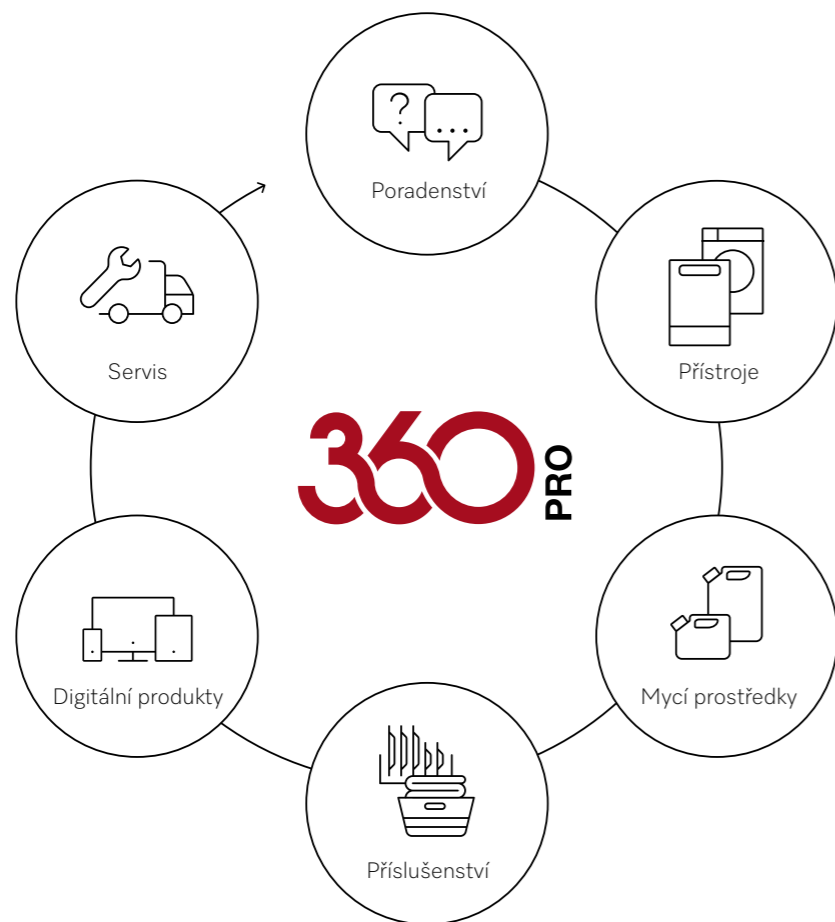 Poradenství
Přístroje
Mycí prostředky
Příslušenství
Digitální produkty
Servis
360 PRO